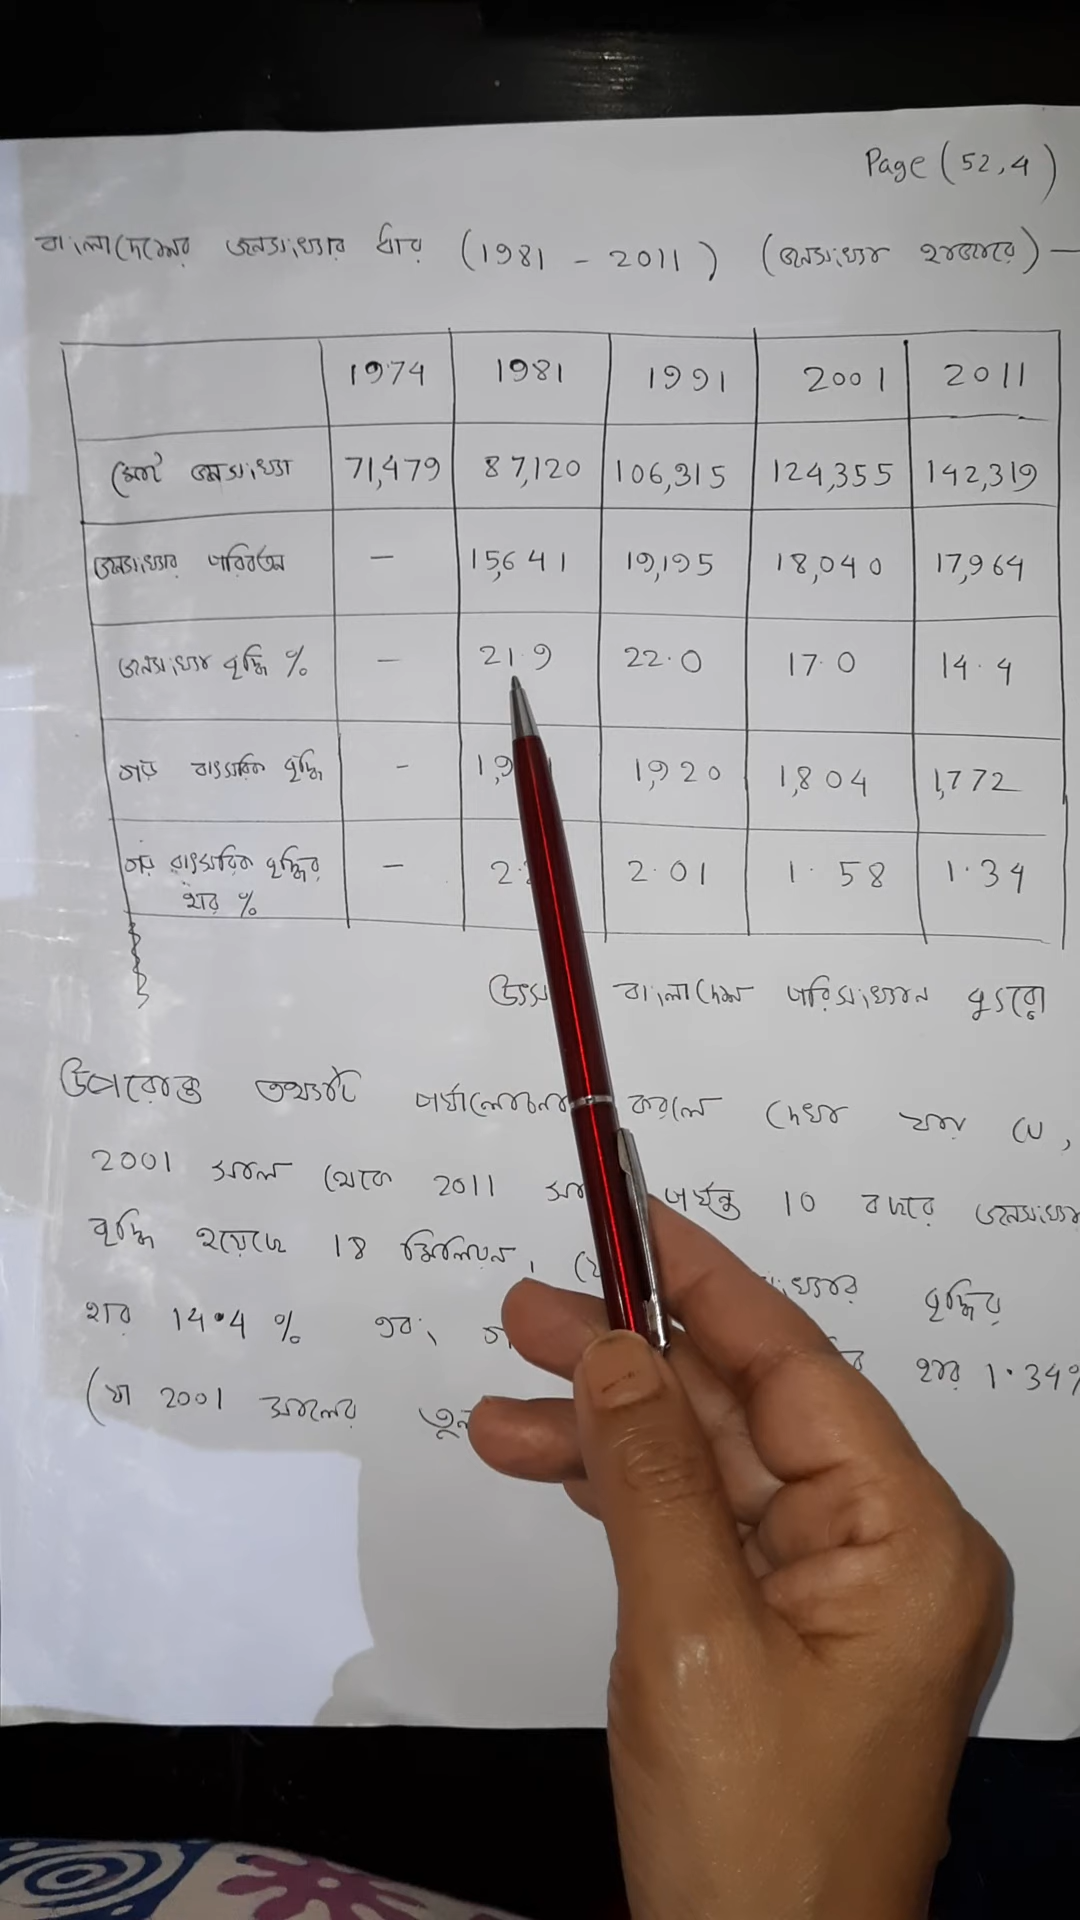 Page (52,4)
বাংলাদেশের জনসংখ্যার ধার (1981 - 2011) (জনসংখ্যা হাজারে) —
1974 1981 1991 2001 2011
মোট জনসংখ্যা 71,479 87,120 106,315 124,355 142,319
জনসংখ্যার পরিবর্তন — 15,641 19,195 18,040 17,964
জনসংখ্যা বৃদ্ধি % — 21.9 22.0 17.0 14.4
গড় বাৎসরিক বৃদ্ধি - 1,920 1,804 1,772
গড় বাৎসরিক বৃদ্ধির — 2.01 1.58 1.34
হার %
উৎস বাংলাদেশ পরিসংখ্যান বুরো
উপরোক্ত তথ্যটি পর্যালোচনা করলে দেখা যায় যে,
2001 সাল থেকে 2011 পর্যন্ত 10 বছরে জনসংখ্যা
বৃদ্ধি হয়েছে 18 মিলিয়ন, বৃদ্ধির
হার 14.4 % এবং হার 1.34%
(যা 2001 সালের